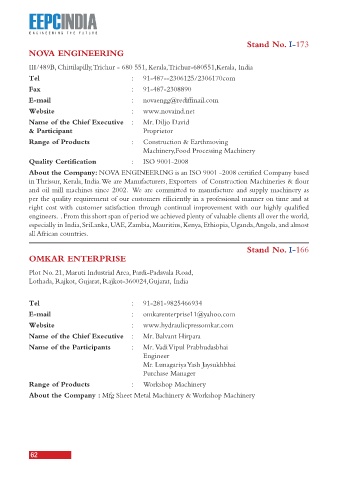 EEPCINDIA
ENGINEERING THE FUTURE
Stand No. I-173
NOVA ENGINEERING
III/489B, Chittilapilly, Trichur - 680 551, Kerala, Trichur-680551, Kerala, India
Tel : 91-487--2306125/2306170com
Fax : 91-487-2308890
E-mail : novaengg@rediffmail.com
Website : www.novaind.net
Name of the Chief Executive : Mr. Diljo David
& Participant Proprietor
Range of Products : Construction & Earthmoving
Machinery,Food Processing Machinery
Quality Certification : ISO 9001-2008
About the Company: NOVA ENGINEERING is an ISO 9001 -2008 certified Company based
in Thrissur, Kerala, India. We are Manufacturers, Exporters of Construction Machineries & flour
and oil mill machines since 2002. We are committed to manufacture and supply machinery as
per the quality requirement of our customers efficiently in a professional manner on time and at
right cost with customer satisfaction through continual improvement with our highly qualified
engineers. . From this short span of period we achieved plenty of valuable clients all over the world,
especially in India, SriLanka, UAE, Zambia, Mauritius, Kenya, Ethiopia, Uganda, Angola, and almost
all African countries.
Stand No. I-166
OMKAR ENTERPRISE
Plot No. 21, Maruti Industrial Area, Pardi-Padavala Road,
Lothada, Rajkot, Gujarat, Rajkot-360024, Gujarat, India
Tel : 91-281-9825466934
E-mail : omkarenterprise11@yahoo.com
Website : www.hydraulicpressomkar.com
Name of the Chief Executive : Mr. Balvant Hirpara
Name of the Participants : Mr. Vadi Vipul Prabhudasbhai
Engineer
Mr. Lunagariya Yash Jaysukhbhai
Purchase Manager
Range of Products : Workshop Machinery
About the Company : Mfg Sheet Metal Machinery & Workshop Machinery
62